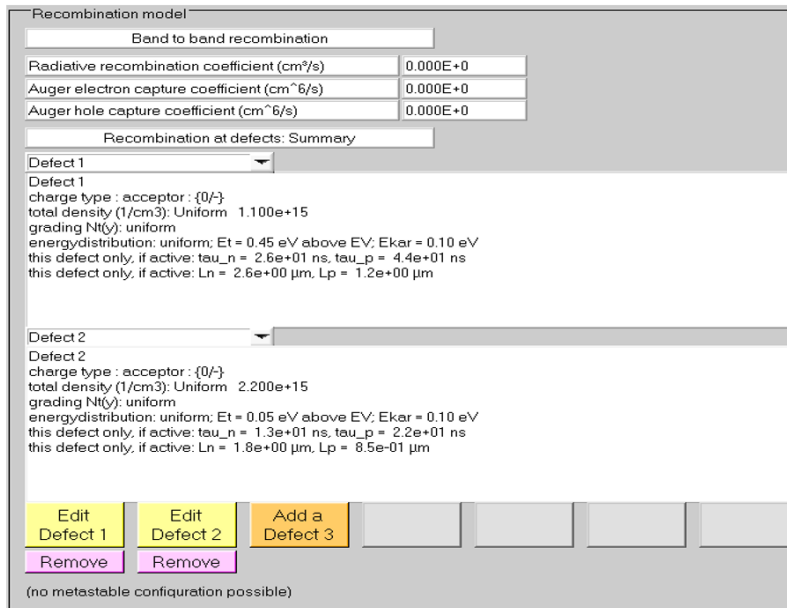 Recombination model
Band to band recombination
Radiative recombination coefficient (cm³/s) 0.000E+0
Auger electron capture coefficient (cm^6/s) 0.000E+0
Auger hole capture coefficient (cm^6/s) 0.000E+0
Recombination at defects: Summary
Defect 1
Defect 1
charge type : acceptor : {0/-}
total density (1/cm3): Uniform 1.100e+15
grading Nt(y): uniform
energydistribution: uniform; Et = 0.45 eV above EV; Ekar = 0.10 eV
this defect only, if active: tau_n = 2.6e+01 ns, tau_p = 4.4e+01 ns
this defect only, if active: Ln = 2.6e+00 µm, Lp = 1.2e+00 µm
Defect 2
Defect 2
charge type : acceptor : {0/-}
total density (1/cm3): Uniform 2.200e+15
grading Nt(y): uniform
energydistribution: uniform; Et = 0.05 eV above EV; Ekar = 0.10 eV
this defect only, if active: tau_n = 1.3e+01 ns, tau_p = 2.2e+01 ns
this defect only, if active: Ln = 1.8e+00 µm, Lp = 8.5e-01 µm
Edit Edit Add a
Defect 1 Defect 2 Defect 3
Remove Remove
(no metastable configuration possible)